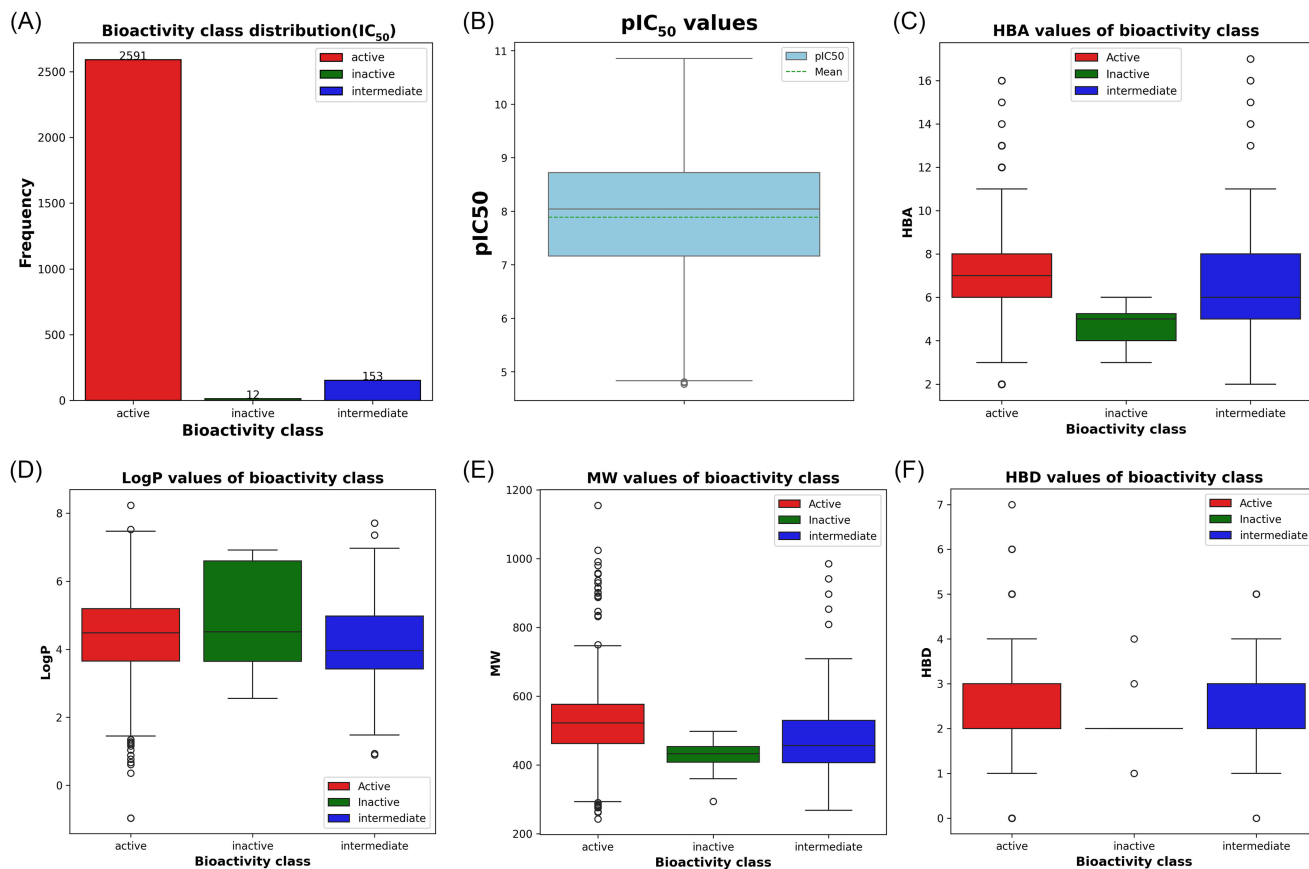 (A)
Bioactivity class distribution(IC50)
active
inactive
intermediate
2591
12
153
2500
2000
1500
1000
500
0
Frequency
active inactive intermediate
Bioactivity class
(B)
pIC50 values
pIC50
Mean
11
10
9
8
7
6
5
pIC50
(C)
HBA values of bioactivity class
Active
Inactive
intermediate
16
14
12
10
8
6
4
2
HBA
active inactive intermediate
Bioactivity class
(D)
LogP values of bioactivity class
8
6
4
2
0
LogP
Active
Inactive
intermediate
active inactive intermediate
Bioactivity class
(E)
MW values of bioactivity class
Active
Inactive
intermediate
1200
1000
800
600
400
200
MW
active inactive intermediate
Bioactivity class
(F)
HBD values of bioactivity class
Active
Inactive
intermediate
7
6
5
4
3
2
1
0
HBD
active inactive intermediate
Bioactivity class